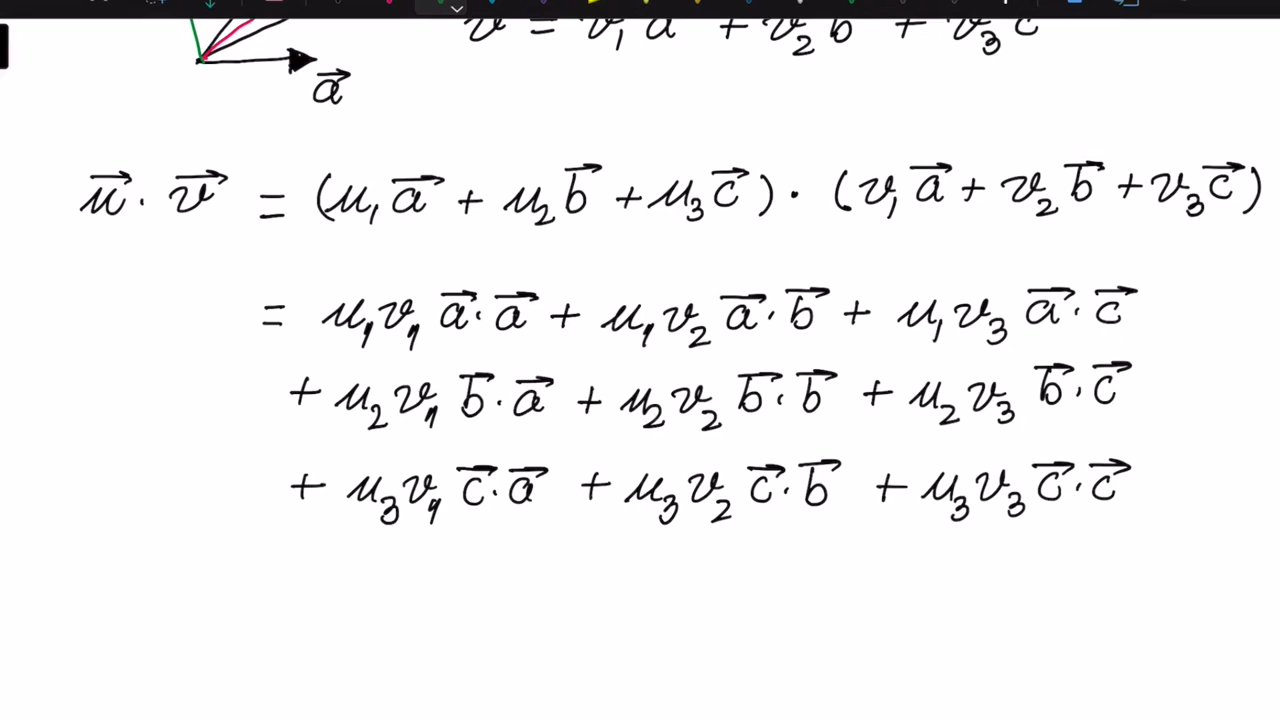 v = v₁a + v₂b + v₃c
a⃗
u⃗ · v⃗ = (u₁a⃗ + u₂b⃗ + u₃c⃗) · (v₁a⃗ + v₂b⃗ + v₃c⃗)
= u₁v₁ a⃗·a⃗ + u₁v₂ a⃗·b⃗ + u₁v₃ a⃗·c⃗
+ u₂v₁ b⃗·a⃗ + u₂v₂ b⃗·b⃗ + u₂v₃ b⃗·c⃗
+ u₃v₁ c⃗·a⃗ + u₃v₂ c⃗·b⃗ + u₃v₃ c⃗·c⃗